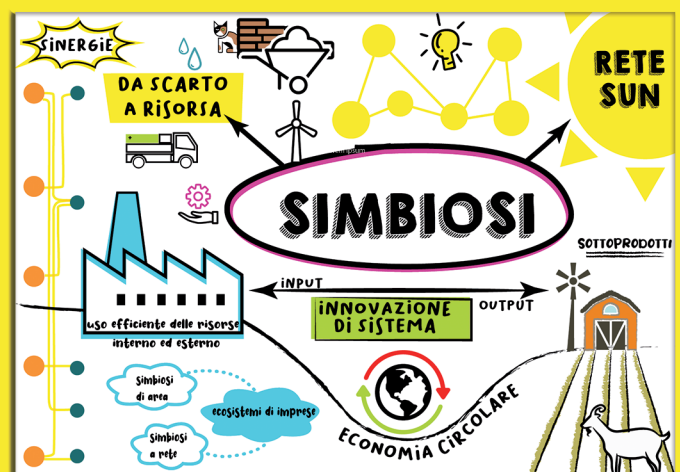 SINERGIE
DA SCARTO
A RISORSA
RETE
SUN
SIMBIOSI
SOTTOPRODOTTI
INPUT
OUTPUT
INNOVAZIONE
DI SISTEMA
uso efficiente delle risorse
interno ed esterno
Simbiosi
di area
ecosistemi di imprese
Simbiosi
a rete
ECONOMIA CIRCOLARE